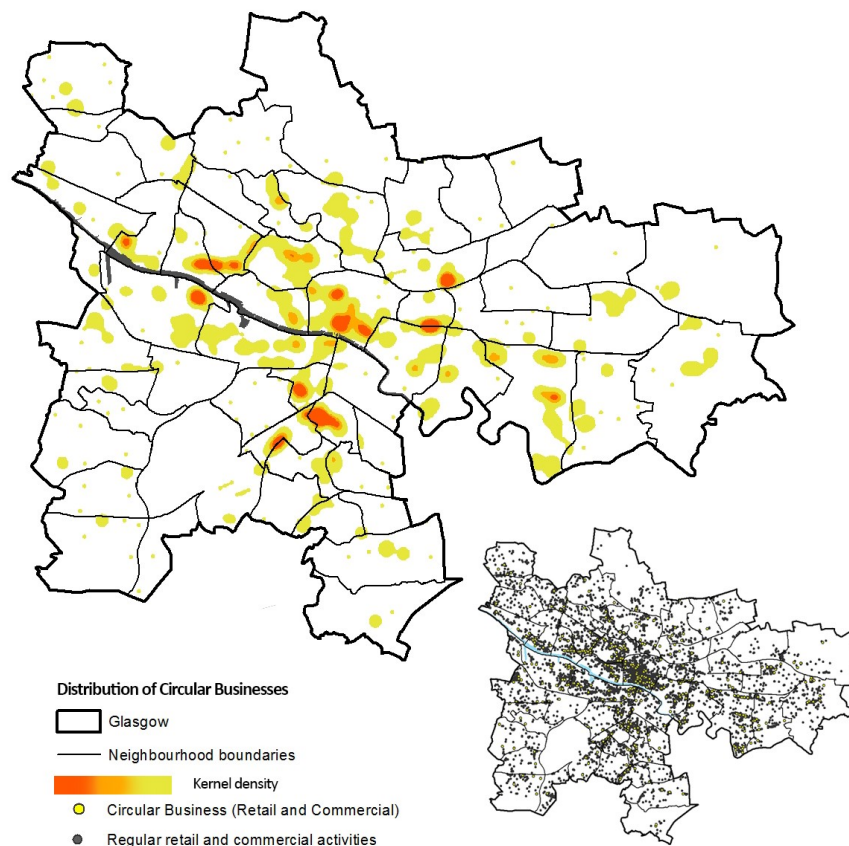 Distribution of Circular Businesses
Glasgow
Neighbourhood boundaries
Kernel density
Circular Business (Retail and Commercial)
Regular retail and commercial activities